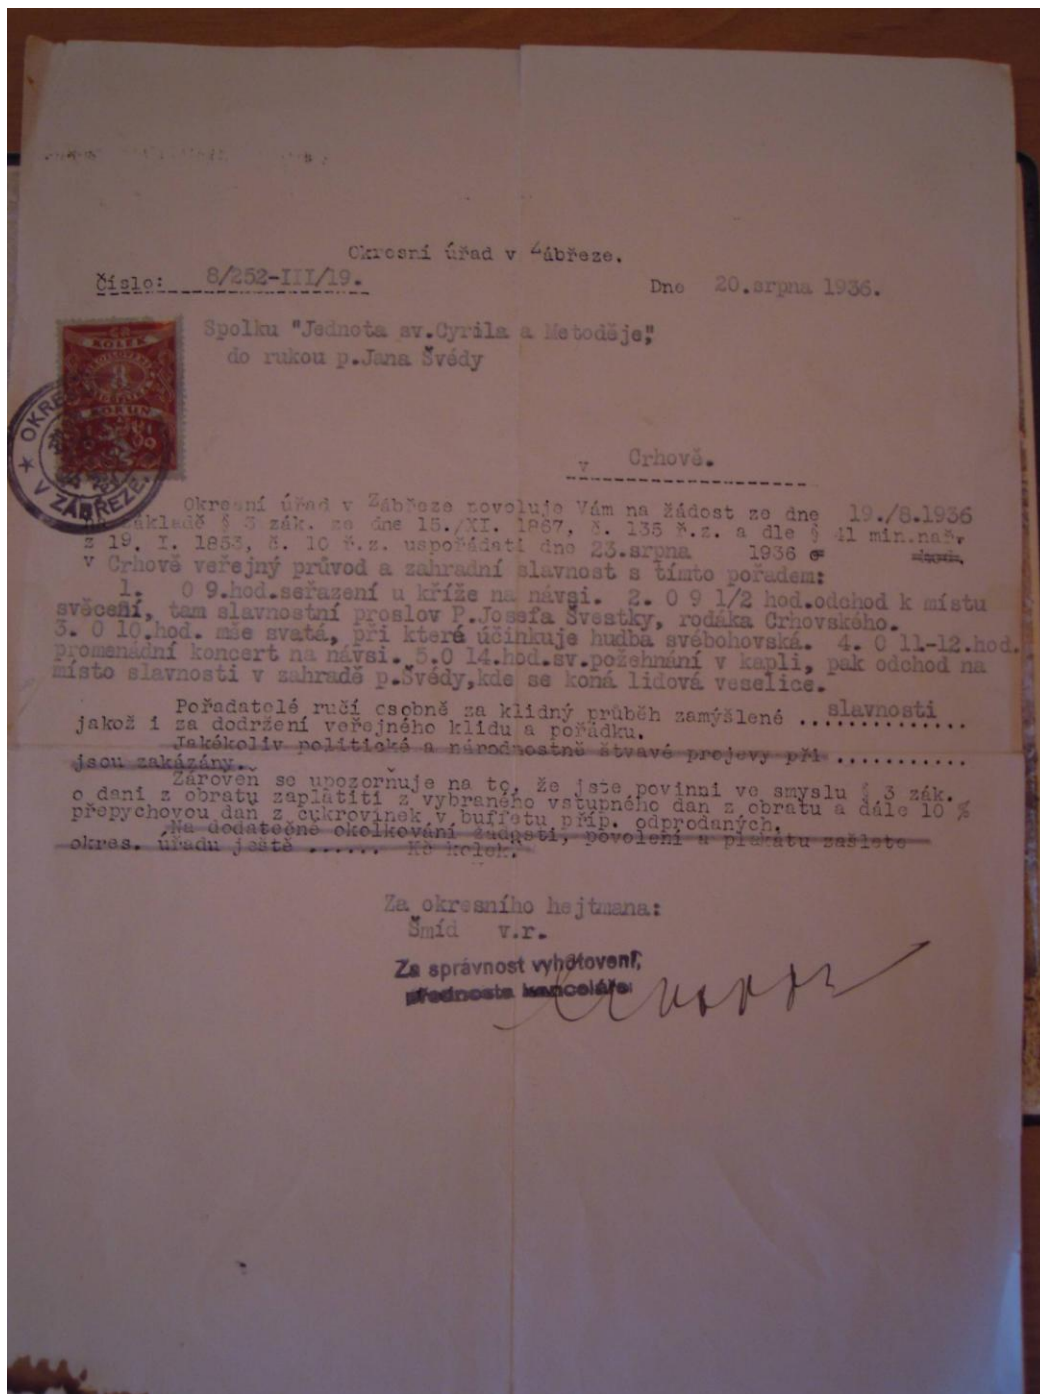 Okresní úřad v Zábřeze.
Číslo: 8/252-III/19. Dne 20.srpna 1936.
Spolku "Jednota sv.Cyrila a Metoděje,"
do rukou p.Jana Švédy
KOLEK
8
KORUN
OKRES
V ZÁBŘEZE.
v Crhově.
Okresní úřad v Zábřeze povoluje Vám na žádost ze dne 19./8.1936
na základě § 3 zák. ze dne 15./XI. 1867, č. 135 ř.z. a dle § 41 min.nař.
z 19. I. 1853, č. 10 ř.z. uspořádati dne 23.srpna 1936
v Crhově veřejný průvod a zahradní slavnost s tímto pořadem:
1. O 9.hod.seřazení u kříže na návsi. 2. O 9 1/2 hod.odchod k místu
svěcení, tam slavnostní proslov P.Josefa Švestky, rodáka Crhovského.
3. O 10.hod. mše svatá, při které účinkuje hudba svébohovská. 4. O 11-12.hod.
promenádní koncert na návsi. 5.O 14.hod.sv.požehnání v kapli, pak odchod na
místo slavnosti v zahradě p.Švédy,kde se koná lidová veselice.
Pořadatelé ručí osobně za klidný průběh zamýšlené ...slavnosti
jakož i za dodržení veřejného klidu a pořádku.
Jakékoliv politické a národnostně štvavé projevy při ...........
jsou zakázány.
Zároveň se upozorňuje na to, že jste povinni ve smyslu § 3 zák.
o dani z obratu zaplatiti z vybraného vstupného dan z obratu a dále 10 %
přepychovou dan z cukrovinek v buffetu příp. odprodaných.
Na dodatečné okolkování žádosti, povolení a plakátu zašlete
okres. úřadu ještě ...... Kč kolek.
Za okresního hejtmana:
Šmíd v.r.
Za správnost vyhotovení,
přednosta kanceláře: